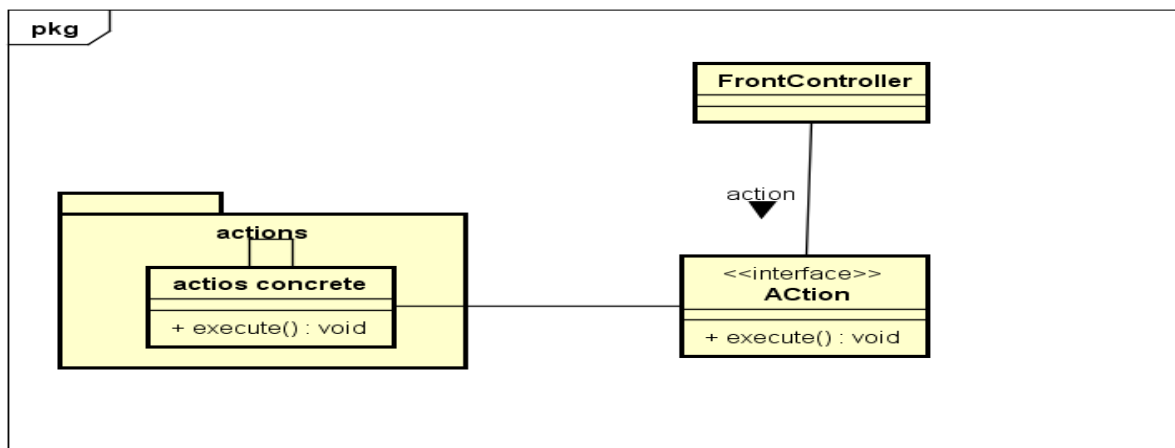 pkg
FrontController
action
actions
actios concrete
+ execute() : void
<<interface>>
ACtion
+ execute() : void